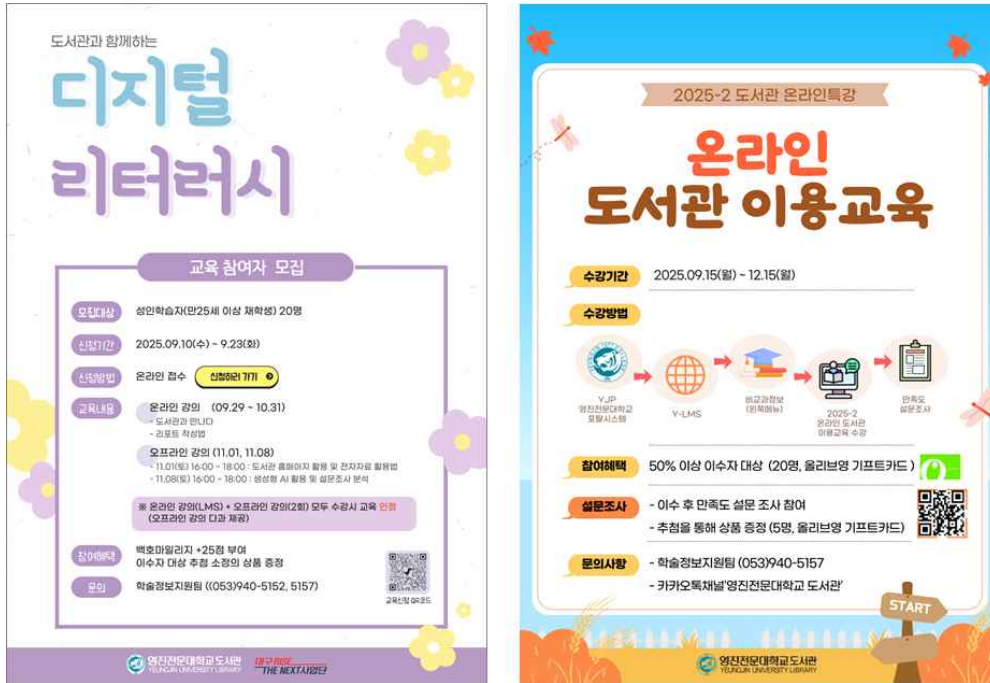 도서관과 함께하는
디지털
리터러시
교육 참여자 모집
모집대상 성인학습자(만25세 이상 재학생) 20명
신청기간 2025.09.10(수) ~ 9.23(화)
신청방법 온라인 접수 신청하러 가기
교육내용 온라인 강의 (09.29 ~ 10.31)
- 도서관과 만나다
- 리포트 작성법
오프라인 강의 (11.01, 11.08)
- 11.01(토) 16:00 ~ 18:00 : 도서관 홈페이지 활용 및 전자자료 활용법
- 11.08(토) 16:00 ~ 18:00 : 생성형 AI 활용 및 설문조사 분석
※ 온라인 강의(LMS) + 오프라인 강의(2회) 모두 수강시 교육 인정
(오프라인 강의 다과 제공)
참여혜택 백호마일리지 +25점 부여
이수자 대상 추첨 소정의 상품 증정
문의 학술정보지원팀 ((053)940-5152, 5157)
교육신청 QR코드
영진전문대학교 도서관
YEUNGJIN UNIVERSITY LIBRARY
대구 RISE
THE NEXT사업단
2025-2 도서관 온라인특강
온라인
도서관 이용교육
수강기간 2025.09.15(월) ~ 12.15(월)
수강방법
YJP
영진전문대학교
포탈시스템
Y-LMS
비교과정보
(왼쪽메뉴)
2025-2
온라인 도서관
이용교육 수강
만족도
설문조사
참여혜택 50% 이상 이수자 대상 (20명, 올리브영 기프트카드 )
설문조사 - 이수 후 만족도 설문 조사 참여
- 추첨을 통해 상품 증정 (5명, 올리브영 기프트카드)
문의사항 - 학술정보지원팀 (053)940-5157
- 카카오톡채널'영진전문대학교 도서관'
START
영진전문대학교 도서관
YEUNGJIN UNIVERSITY LIBRARY